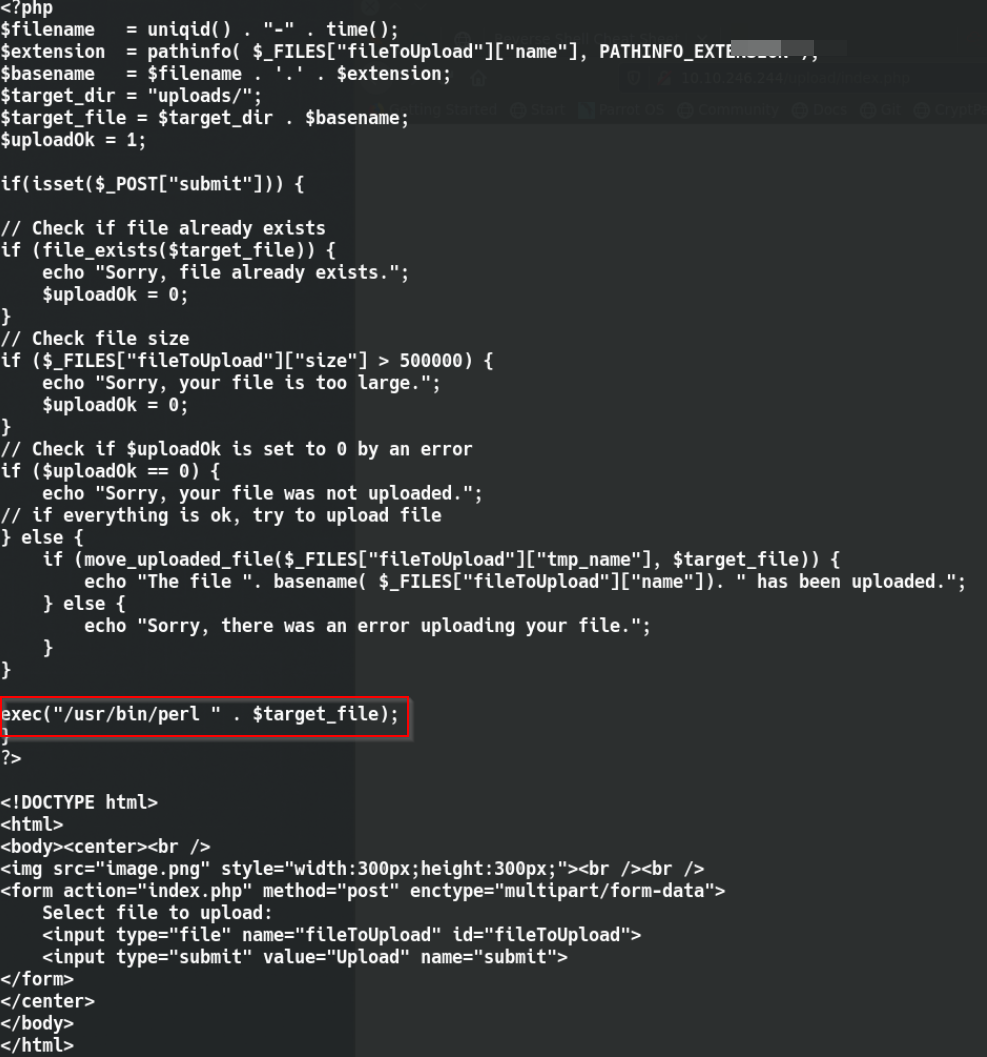 <?php
$filename   = uniqid() . "-" . time();
$extension  = pathinfo( $_FILES["fileToUpload"]["name"], PATHINFO_EXTE );
$basename   = $filename . '.' . $extension;
$target_dir = "uploads/";
$target_file = $target_dir . $basename;
$uploadOk = 1;

if(isset($_POST["submit"])) {

// Check if file already exists
if (file_exists($target_file)) {
    echo "Sorry, file already exists.";
    $uploadOk = 0;
}
// Check file size
if ($_FILES["fileToUpload"]["size"] > 500000) {
    echo "Sorry, your file is too large.";
    $uploadOk = 0;
}
// Check if $uploadOk is set to 0 by an error
if ($uploadOk == 0) {
    echo "Sorry, your file was not uploaded.";
// if everything is ok, try to upload file
} else {
    if (move_uploaded_file($_FILES["fileToUpload"]["tmp_name"], $target_file)) {
        echo "The file ". basename( $_FILES["fileToUpload"]["name"]). " has been uploaded.";
    } else {
        echo "Sorry, there was an error uploading your file.";
    }
}

exec("/usr/bin/perl " . $target_file);
}
?>

<!DOCTYPE html>
<html>
<body><center><br />
<img src="image.png" style="width:300px;height:300px;"><br /><br />
<form action="index.php" method="post" enctype="multipart/form-data">
    Select file to upload:
    <input type="file" name="fileToUpload" id="fileToUpload">
    <input type="submit" value="Upload" name="submit">
</form>
</center>
</body>
</html>